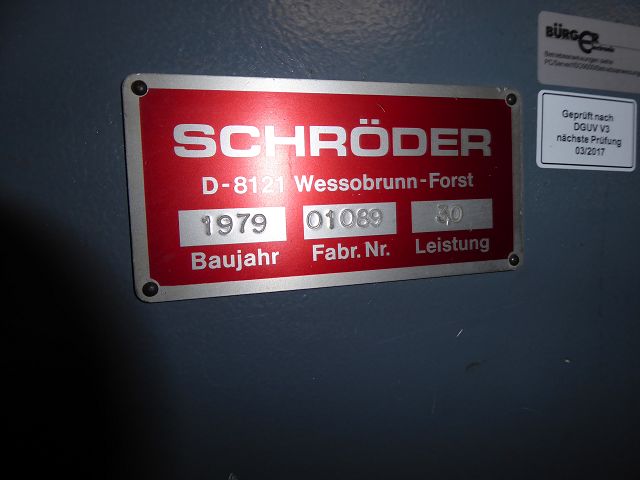 SCHRÖDER
D-8121 Wessobrunn-Forst
1979 01089 30
Baujahr Fabr. Nr. Leistung
BÜRGER
electronic
Geprüft nach
DGUV V3
nächste Prüfung
03/2017